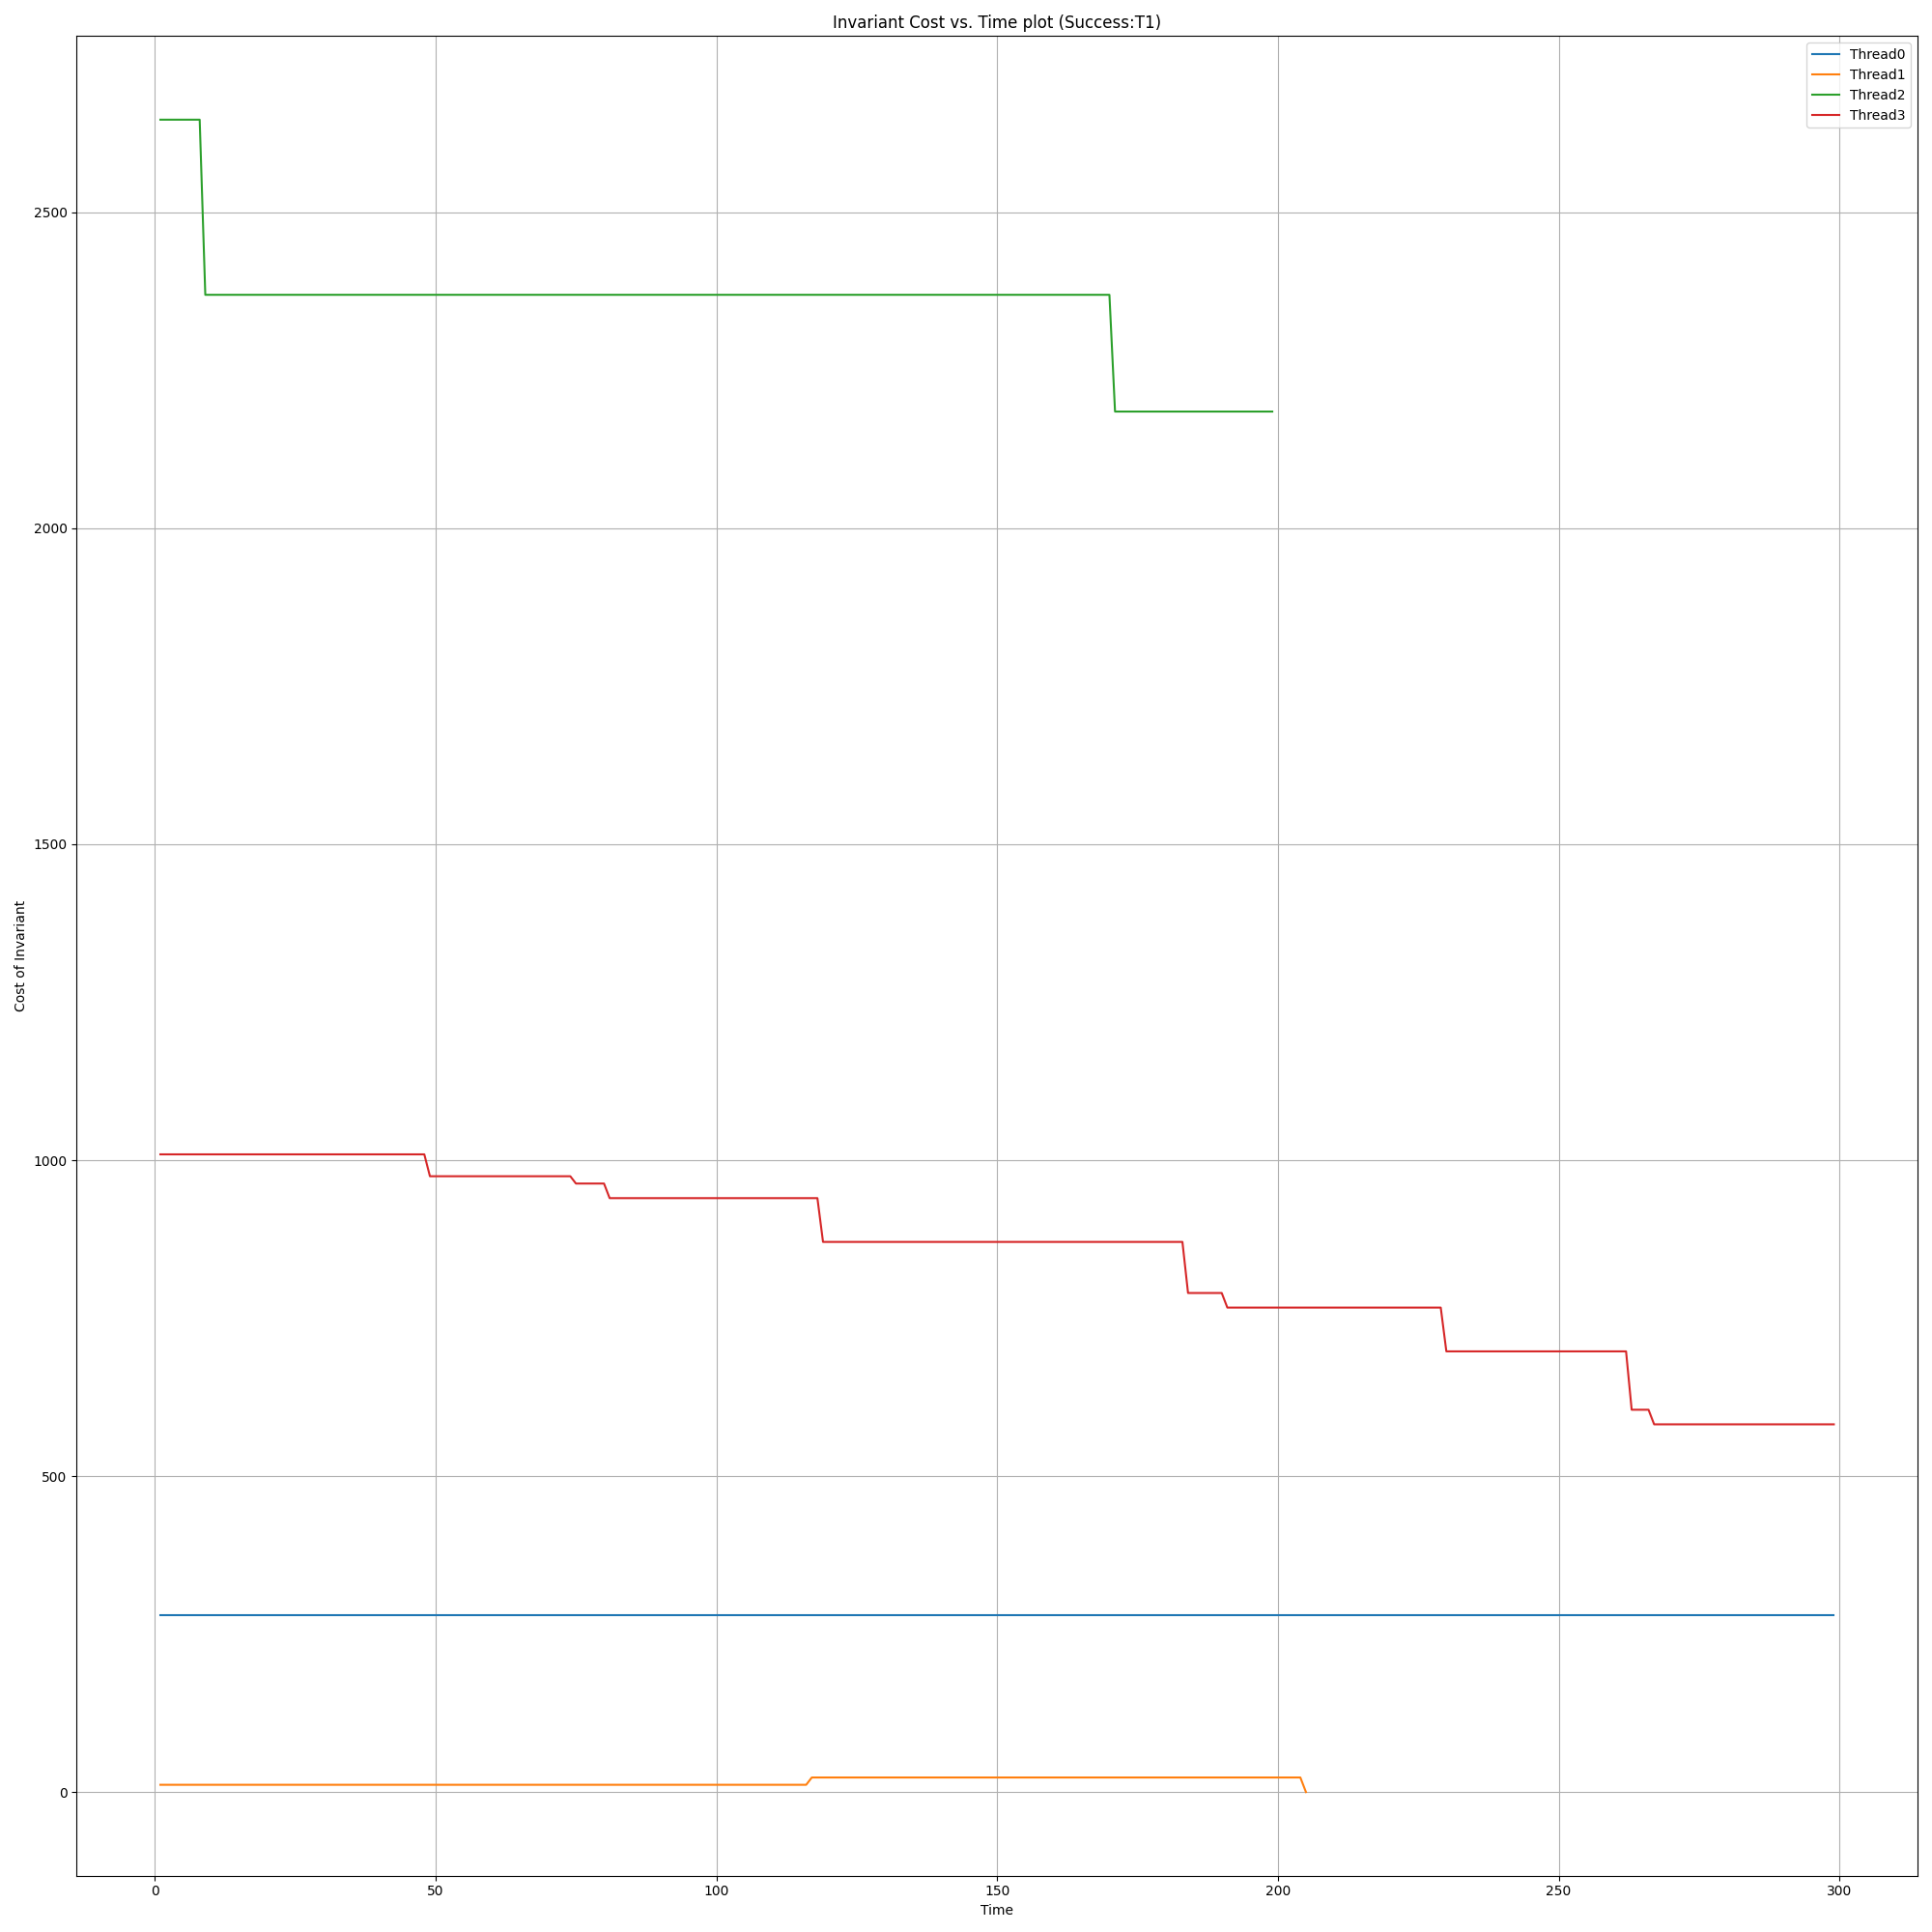 Invariant Cost vs. Time plot (Success:T1)
Thread0
Thread1
Thread2
Thread3
2500
2000
1500
1000
500
0
Cost of Invariant
0 50 100 150 200 250 300
Time